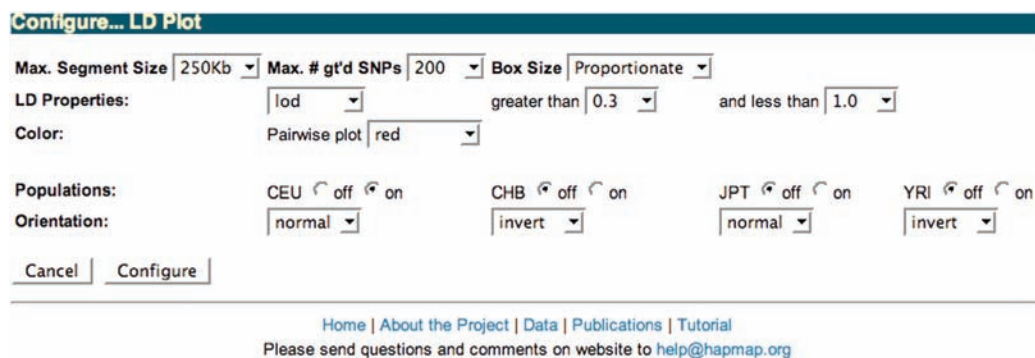 Configure... LD Plot
Max. Segment Size 250Kb Max. # gt'd SNPs 200 Box Size Proportionate
LD Properties: lod greater than 0.3 and less than 1.0
Color: Pairwise plot red
Populations: CEU off on CHB off on JPT off on YRI off on
Orientation: normal invert normal invert
Cancel Configure
Home | About the Project | Data | Publications | Tutorial
Please send questions and comments on website to help@hapmap.org